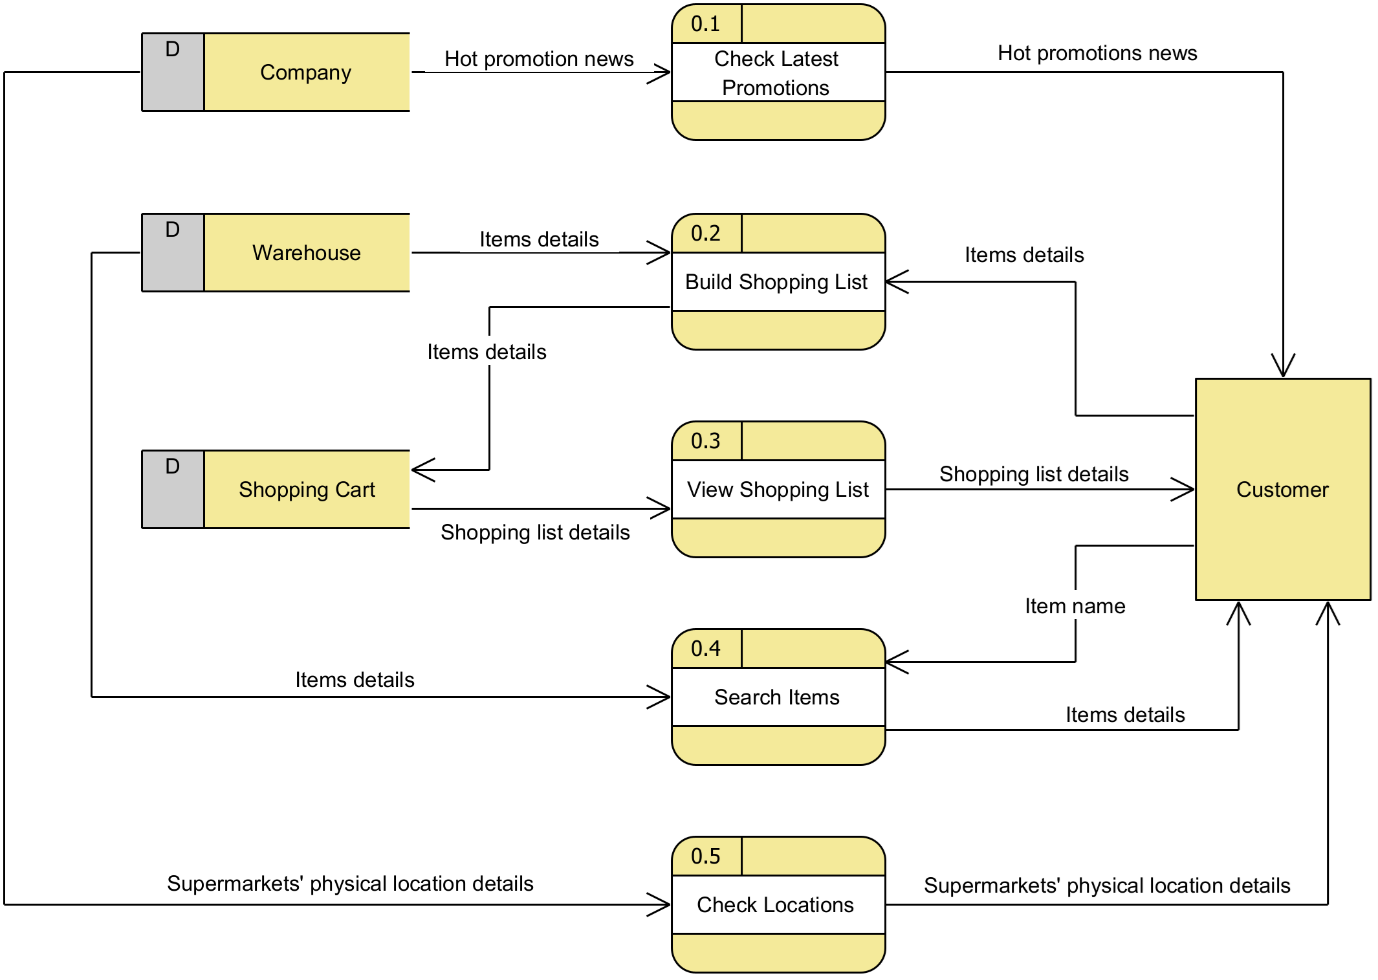 0.1
D
Company
Hot promotion news
Check Latest
Promotions
Hot promotions news
D
Warehouse
Items details
0.2
Build Shopping List
Items details
Items details
D
Shopping Cart
Shopping list details
0.3
View Shopping List
Shopping list details
Customer
Item name
0.4
Search Items
Items details
Items details
0.5
Check Locations
Supermarkets' physical location details
Supermarkets' physical location details